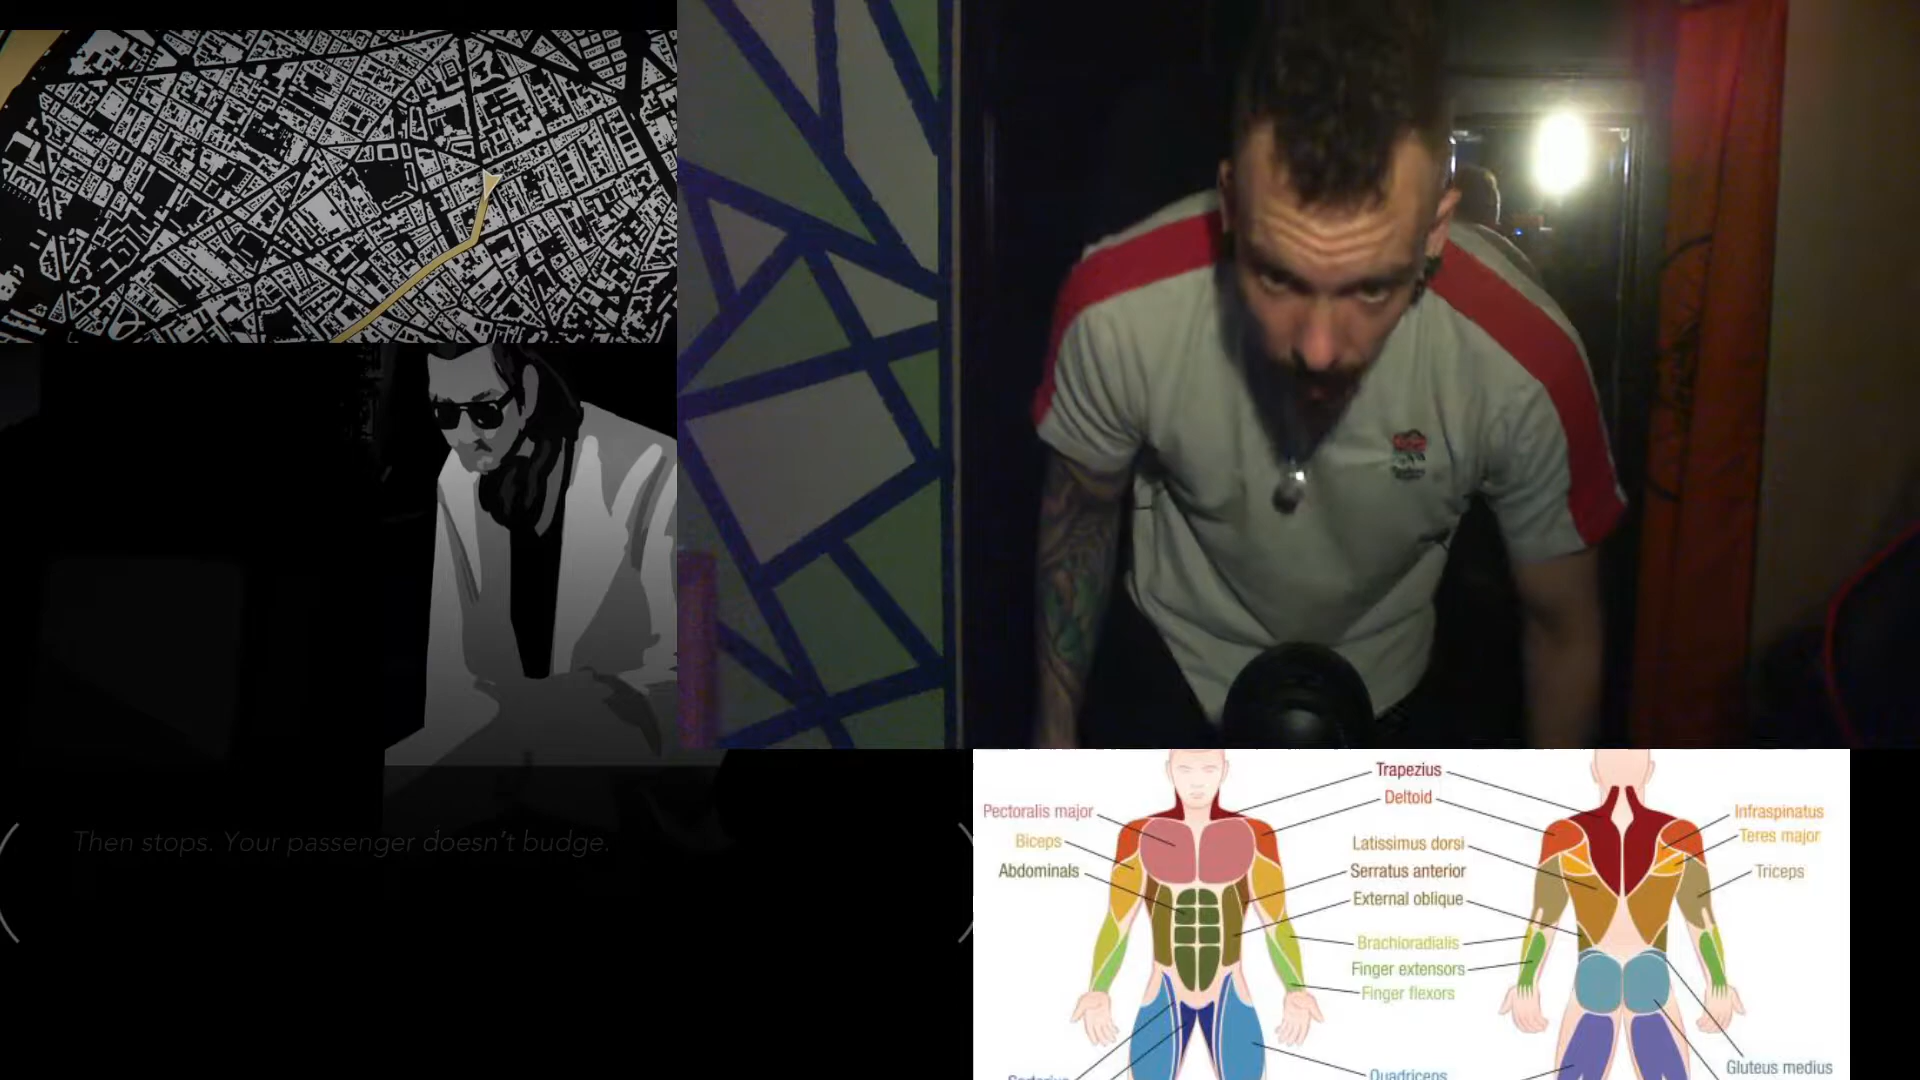 Then stops. Your passenger doesn't budge.
Trapezius
Deltoid
Pectoralis major
Biceps
Abdominals
Latissimus dorsi
Serratus anterior
External oblique
Brachioradialis
Finger extensors
Finger flexors
Infraspinatus
Teres major
Triceps
Gluteus medius
Quadriceps
Sartorius